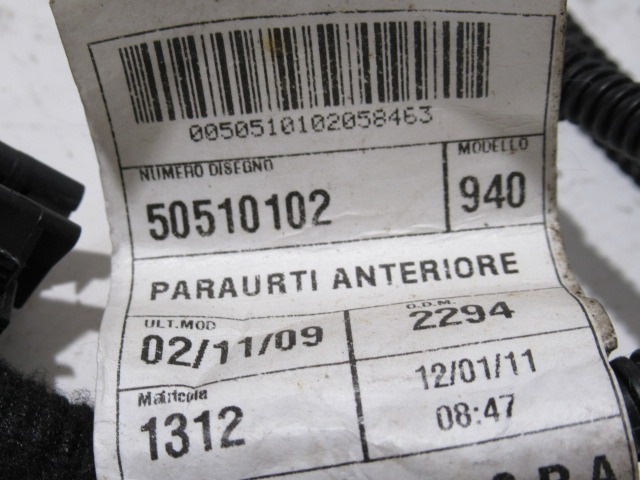 0050510102058463
NUMERO DISEGNO MODELLO
50510102 940
PARAURTI ANTERIORE
ULT.MOD O.D.M.
02/11/09 2294
Matricola 12/01/11
1312 08:47